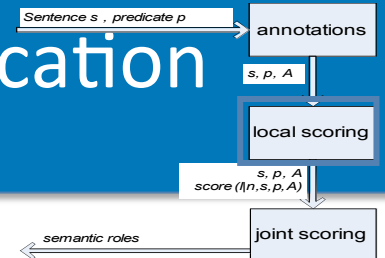 Sentence s , predicate p
annotations
cation
s, p, A
local scoring
s, p, A
score(l|n,s,p,A)
joint scoring
semantic roles